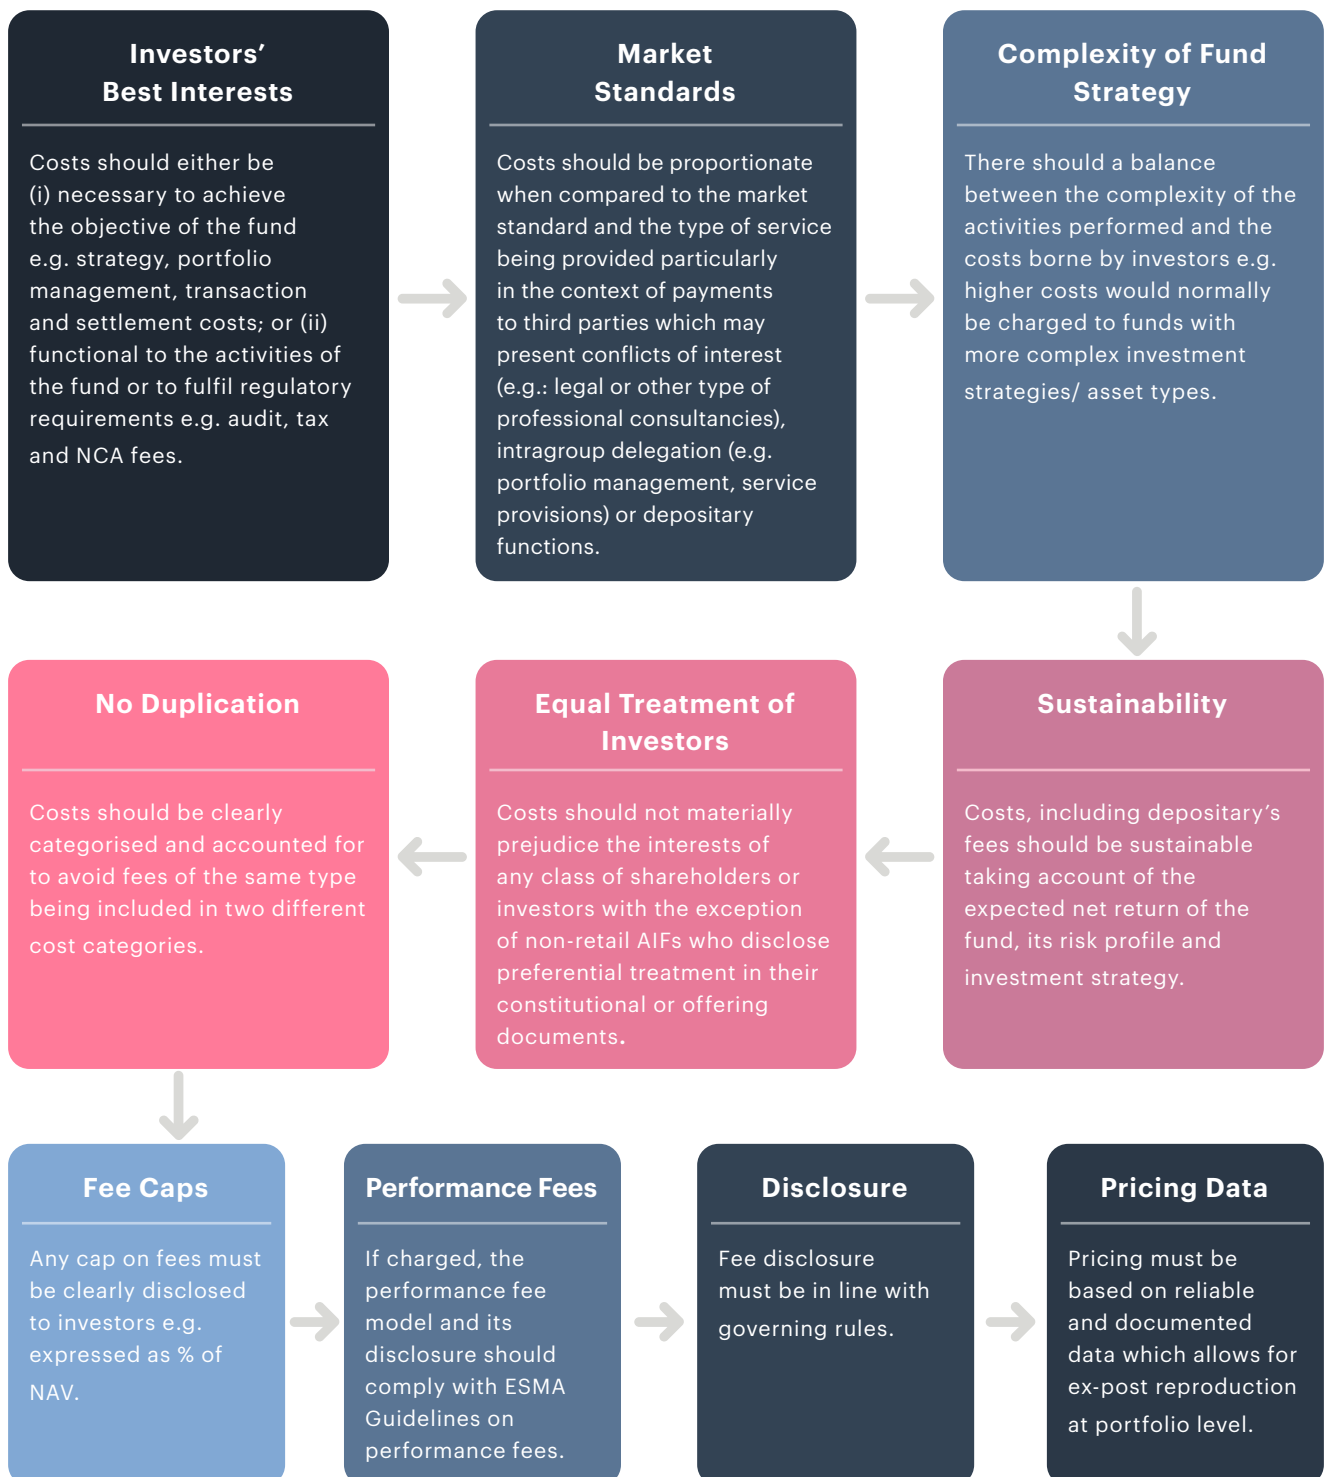 Investors’
Best Interests
Costs should either be
(i) necessary to achieve
the objective of the fund
e.g. strategy, portfolio
management, transaction
and settlement costs; or (ii)
functional to the activities of
the fund or to fulfil regulatory
requirements e.g. audit, tax
and NCA fees.
Market
Standards
Costs should be proportionate
when compared to the market
standard and the type of service
being provided particularly
in the context of payments
to third parties which may
present conflicts of interest
(e.g.: legal or other type of
professional consultancies),
intragroup delegation (e.g.
portfolio management, service
provisions) or depositary
functions.
Complexity of Fund
Strategy
There should a balance
between the complexity of the
activities performed and the
costs borne by investors e.g.
higher costs would normally
be charged to funds with
more complex investment
strategies/ asset types.
Sustainability
Costs, including depositary’s
fees should be sustainable
taking account of the
expected net return of the
fund, its risk profile and
investment strategy.
Equal Treatment of
Investors
Costs should not materially
prejudice the interests of
any class of shareholders or
investors with the exception
of non-retail AIFs who disclose
preferential treatment in their
constitutional or offering
documents.
No Duplication
Costs should be clearly
categorised and accounted for
to avoid fees of the same type
being included in two different
cost categories.
Fee Caps
Any cap on fees must
be clearly disclosed
to investors e.g.
expressed as % of
NAV.
Performance Fees
If charged, the
performance fee
model and its
disclosure should
comply with ESMA
Guidelines on
performance fees.
Disclosure
Fee disclosure
must be in line with
governing rules.
Pricing Data
Pricing must be
based on reliable
and documented
data which allows for
ex-post reproduction
at portfolio level.